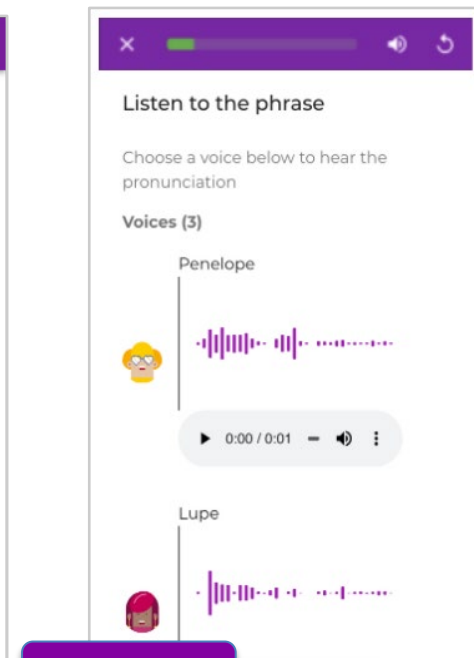 Listen to the phrase
Choose a voice below to hear the
pronunciation
Voices (3)
Penelope
0:00 / 0:01
Lupe